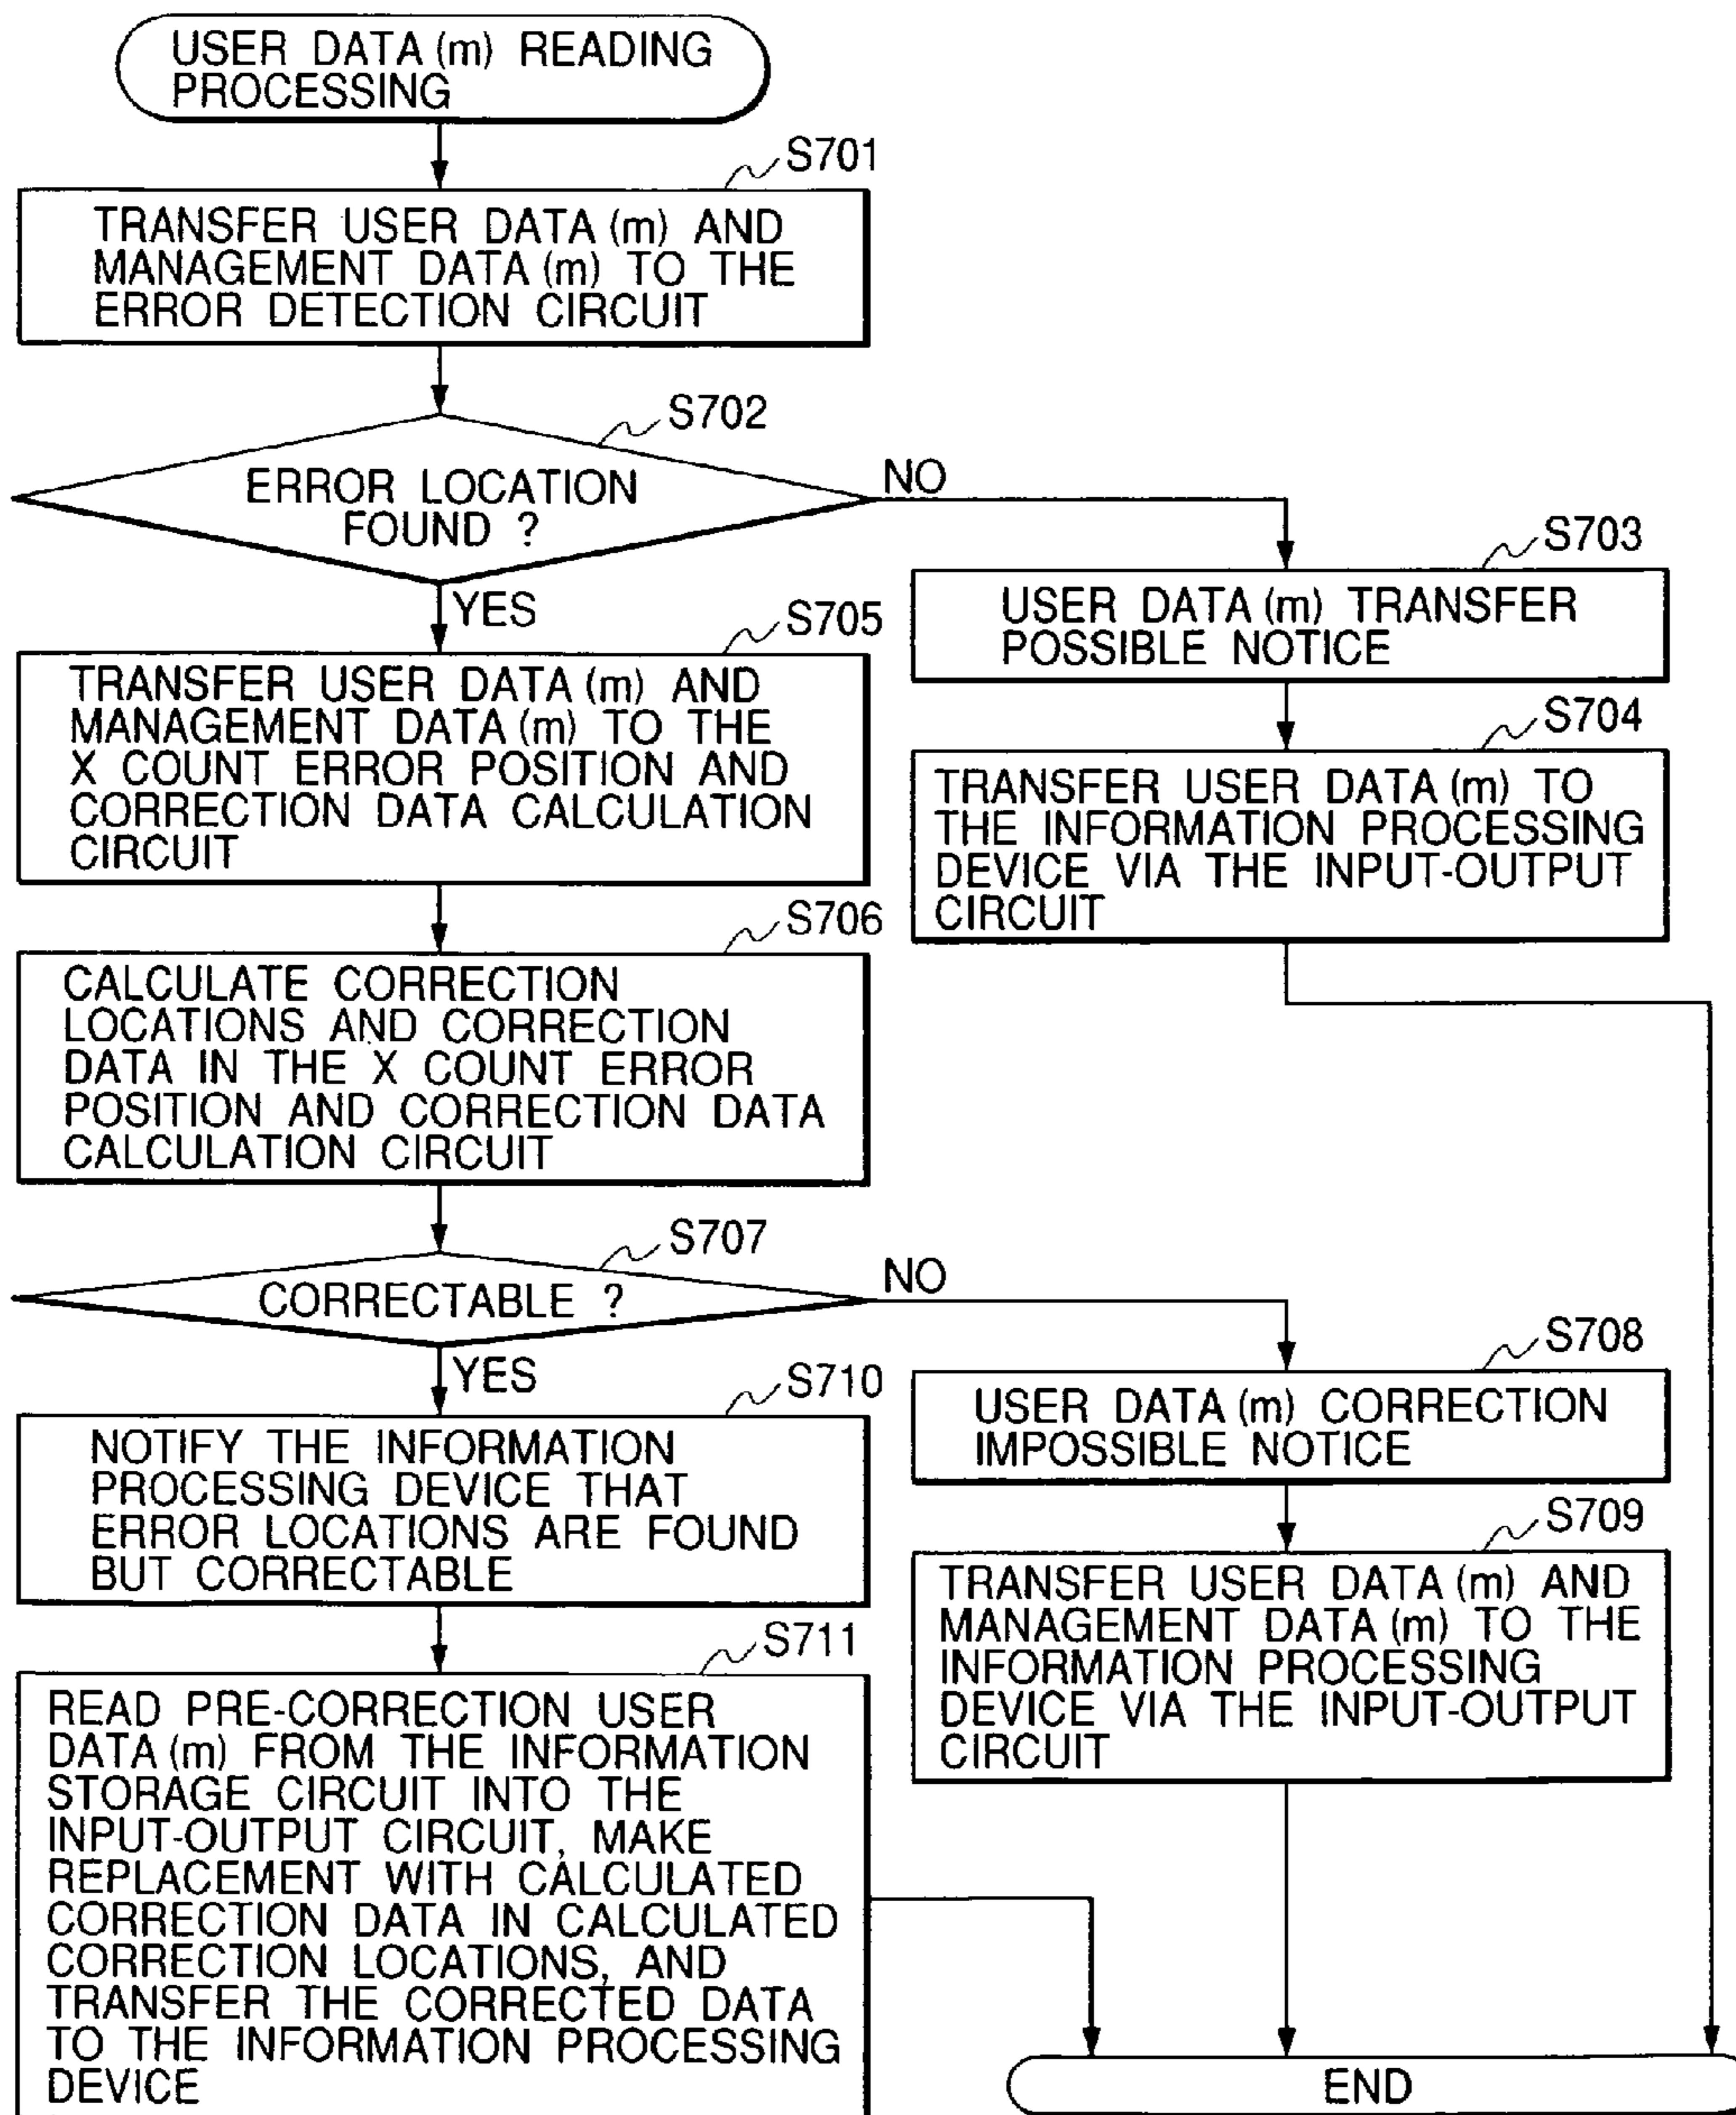 USER DATA(m) READING
PROCESSING
S701
TRANSFER USER DATA(m) AND
MANAGEMENT DATA(m) TO THE
ERROR DETECTION CIRCUIT
S702
ERROR LOCATION
FOUND ?
NO
YES
S703
USER DATA(m) TRANSFER
POSSIBLE NOTICE
S704
TRANSFER USER DATA(m) TO
THE INFORMATION PROCESSING
DEVICE VIA THE INPUT-OUTPUT
CIRCUIT
S705
TRANSFER USER DATA(m) AND
MANAGEMENT DATA(m) TO THE
X COUNT ERROR POSITION AND
CORRECTION DATA CALCULATION
CIRCUIT
S706
CALCULATE CORRECTION
LOCATIONS AND CORRECTION
DATA IN THE X COUNT ERROR
POSITION AND CORRECTION DATA
CALCULATION CIRCUIT
S707
CORRECTABLE ?
NO
YES
S708
USER DATA(m) CORRECTION
IMPOSSIBLE NOTICE
S709
TRANSFER USER DATA(m) AND
MANAGEMENT DATA(m) TO THE
INFORMATION PROCESSING
DEVICE VIA THE INPUT-OUTPUT
CIRCUIT
S710
NOTIFY THE INFORMATION
PROCESSING DEVICE THAT
ERROR LOCATIONS ARE FOUND
BUT CORRECTABLE
S711
READ PRE-CORRECTION USER
DATA(m) FROM THE INFORMATION
STORAGE CIRCUIT INTO THE
INPUT-OUTPUT CIRCUIT, MAKE
REPLACEMENT WITH CALCULATED
CORRECTION DATA IN CALCULATED
CORRECTION LOCATIONS, AND
TRANSFER THE CORRECTED DATA
TO THE INFORMATION PROCESSING
DEVICE
END